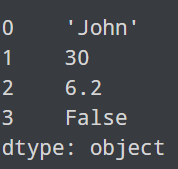 0    'John'
1    30
2    6.2
3    False
dtype: object